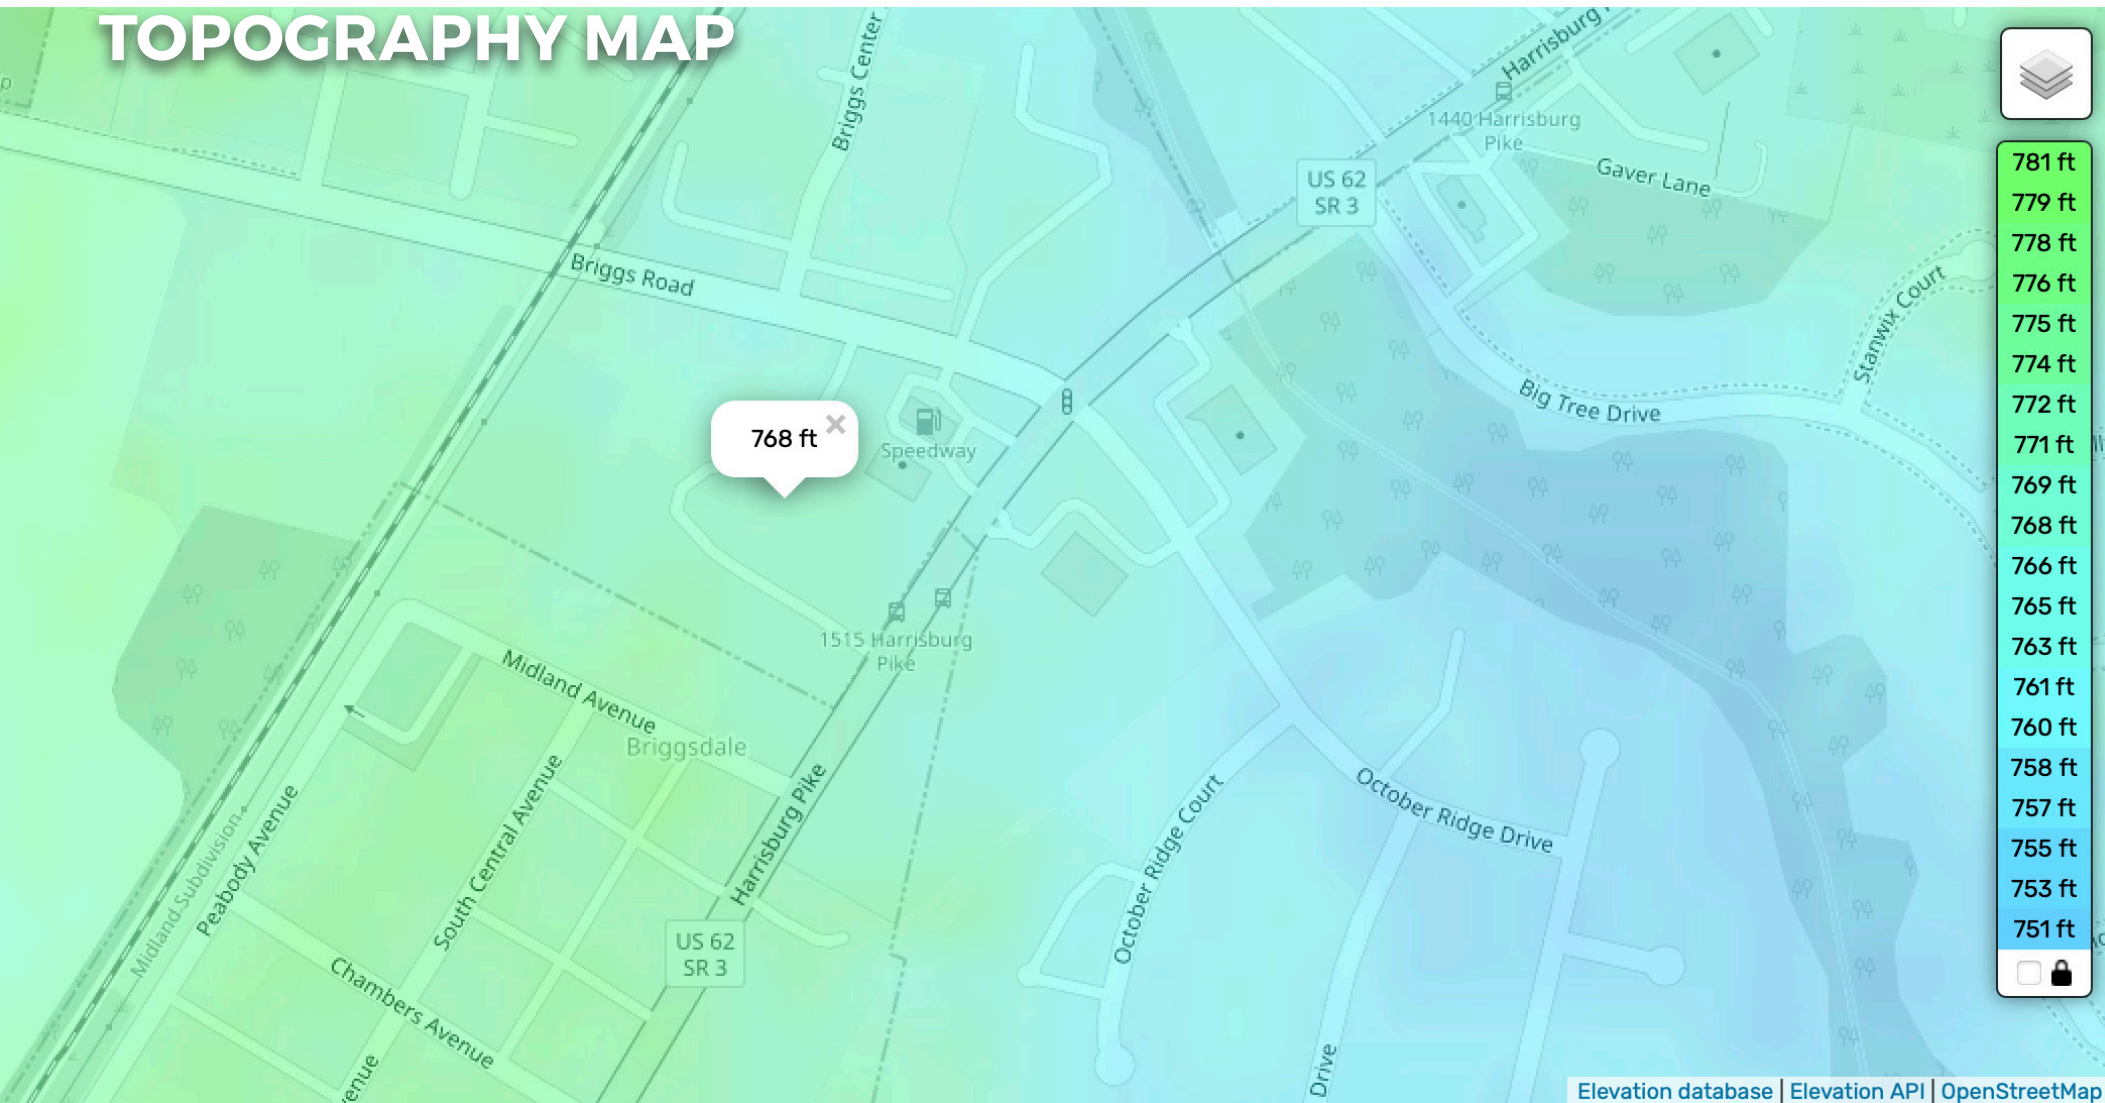 TOPOGRAPHY MAP
Briggs Center
Harrisburg
1440 Harrisburg
Pike
US 62
SR 3
Gaver Lane
Briggs Road
Stanwix Court
Big Tree Drive
768 ft
Speedway
1515 Harrisburg
Pike
Midland Avenue
Briggsdale
Harrisburg Pike
South Central Avenue
Peabody Avenue
Midland Subdivision
October Ridge Court
October Ridge Drive
US 62
SR 3
Chambers Avenue
enue
Drive
781 ft
779 ft
778 ft
776 ft
775 ft
774 ft
772 ft
771 ft
769 ft
768 ft
766 ft
765 ft
763 ft
761 ft
760 ft
758 ft
757 ft
755 ft
753 ft
751 ft
Elevation database | Elevation API | OpenStreetMap